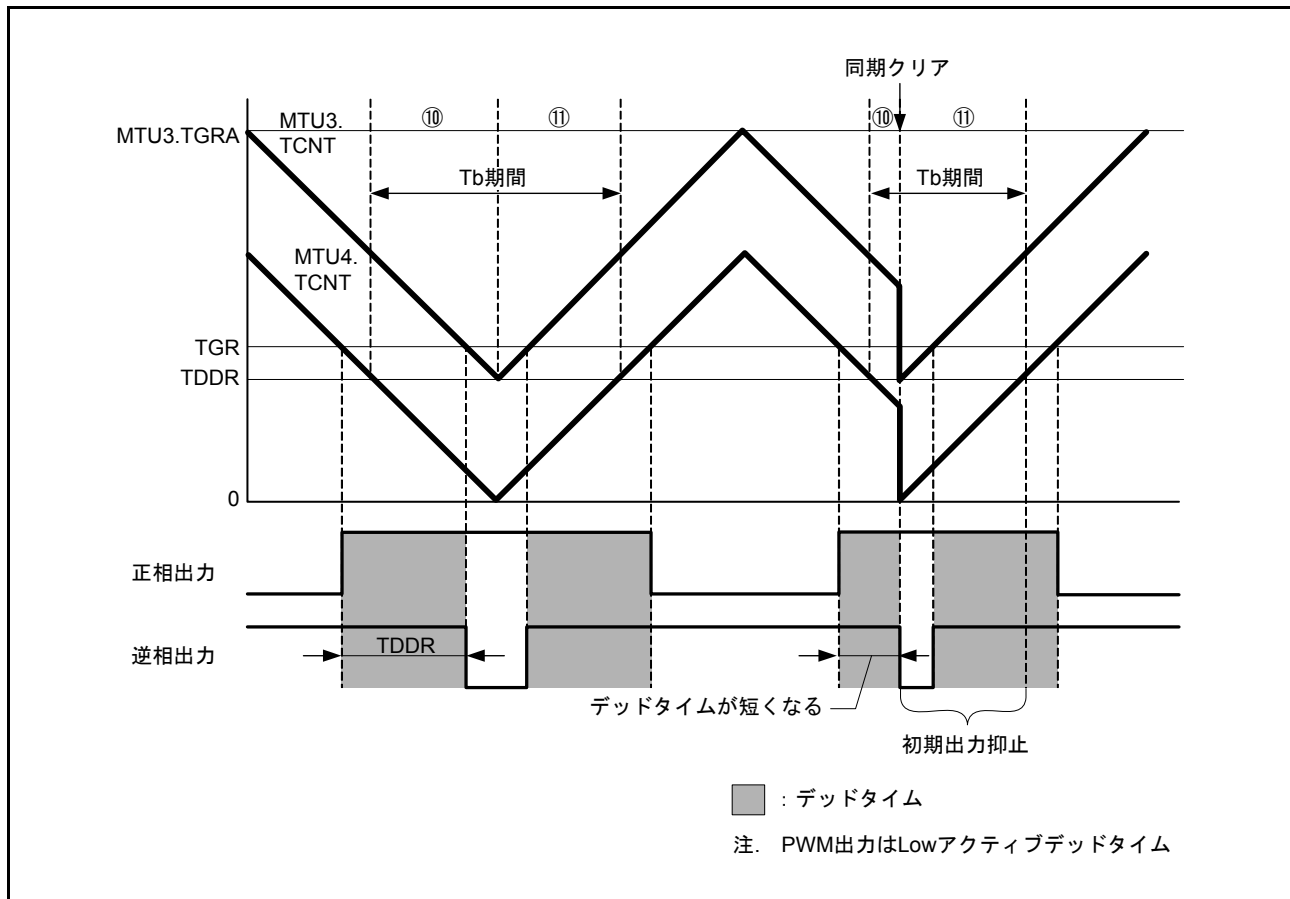 同期クリア
MTU3.TGRA
MTU3.
TCNT
⑩
⑪
⑩
⑪
Tb期間
Tb期間
MTU4.
TCNT
TGR
TDDR
0
正相出力
逆相出力
TDDR
デッドタイムが短くなる
初期出力抑止
：デッドタイム
注. PWM出力はLowアクティブデッドタイム